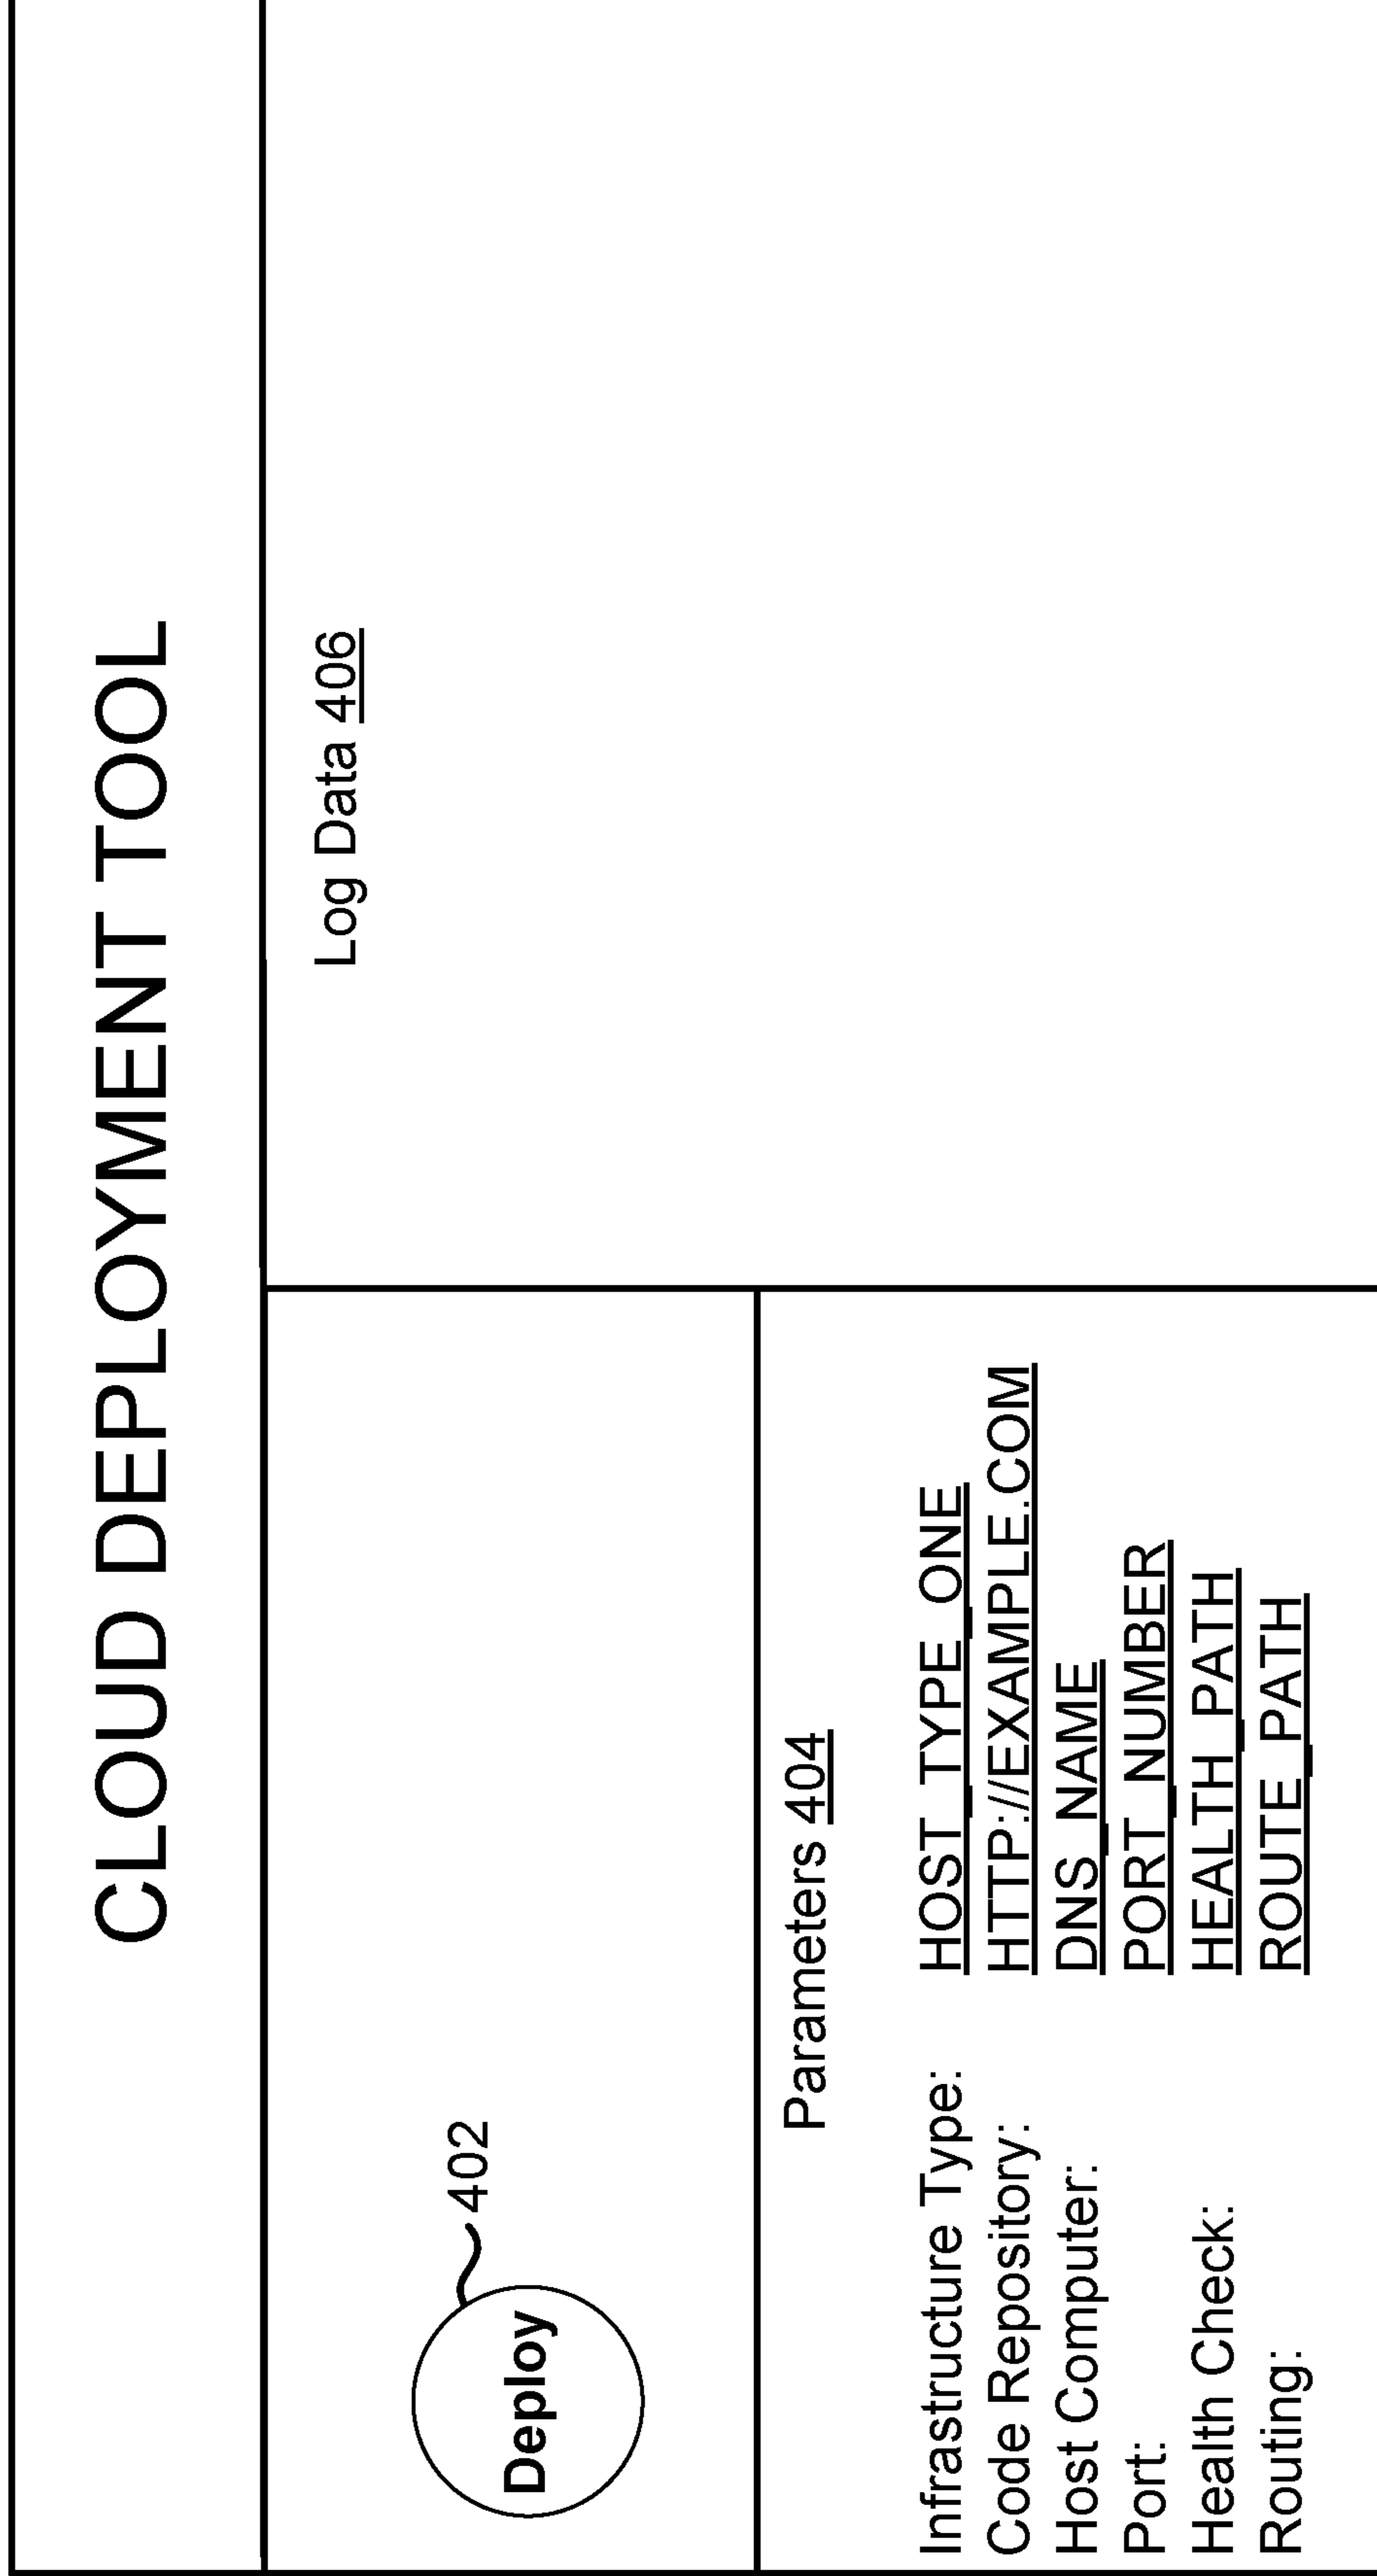 CLOUD DEPLOYMENT TOOL
Deploy
402
Parameters 404
Infrastructure Type: HOST_TYPE_ONE
Code Repository: HTTP://EXAMPLE.COM
Host Computer: DNS_NAME
Port: PORT_NUMBER
Health Check: HEALTH_PATH
Routing: ROUTE_PATH
Log Data 406